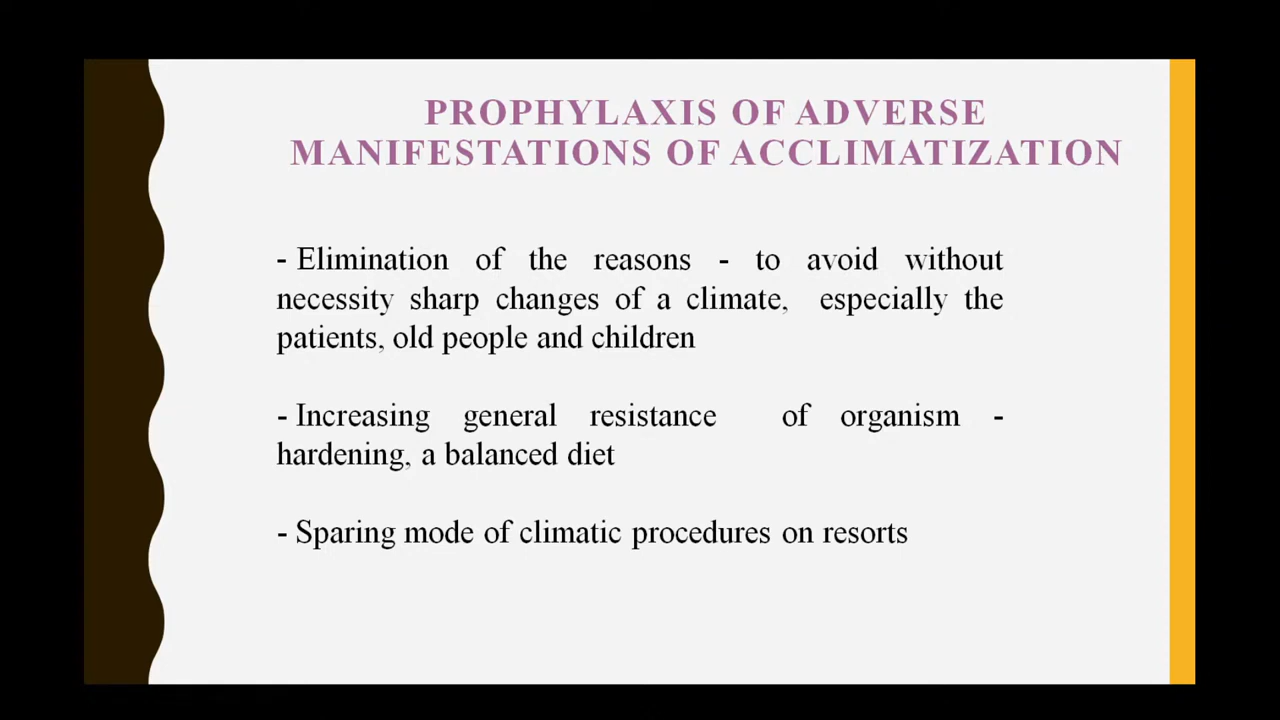 PROPHYLAXIS OF ADVERSE
MANIFESTATIONS OF ACCLIMATIZATION
- Elimination of the reasons - to avoid without
necessity sharp changes of a climate, especially the
patients, old people and children
- Increasing general resistance of organism -
hardening, a balanced diet
- Sparing mode of climatic procedures on resorts